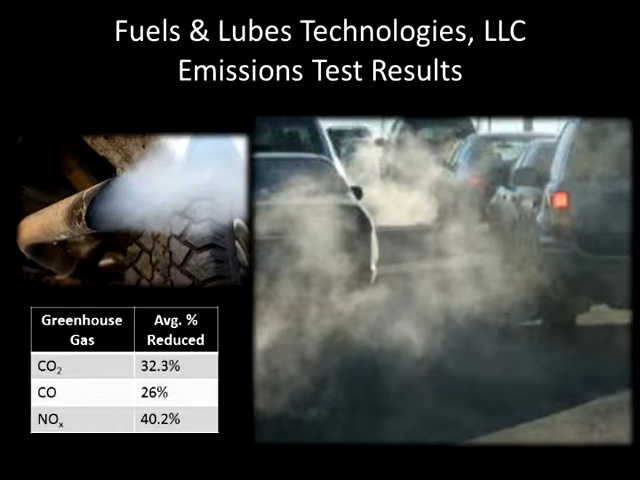 Fuels & Lubes Technologies, LLC
Emissions Test Results
Greenhouse Gas | Avg. % Reduced
CO₂ | 32.3%
CO | 26%
NOₓ | 40.2%